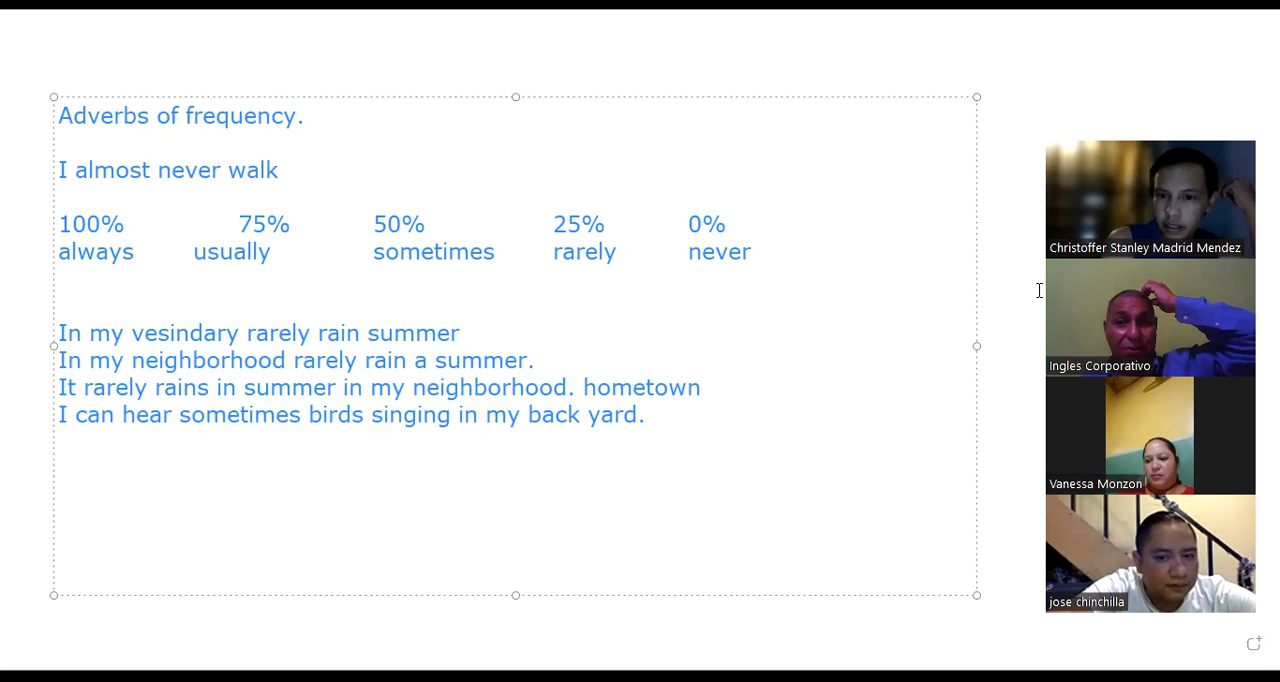 Adverbs of frequency.
I almost never walk
100% 75% 50% 25% 0%
always usually sometimes rarely never
In my vesindary rarely rain summer
In my neighborhood rarely rain a summer.
It rarely rains in summer in my neighborhood. hometown
I can hear sometimes birds singing in my back yard.
Christoffer Stanley Madrid Mendez
Ingles Corporativo
Vanessa Monzon
jose chinchilla